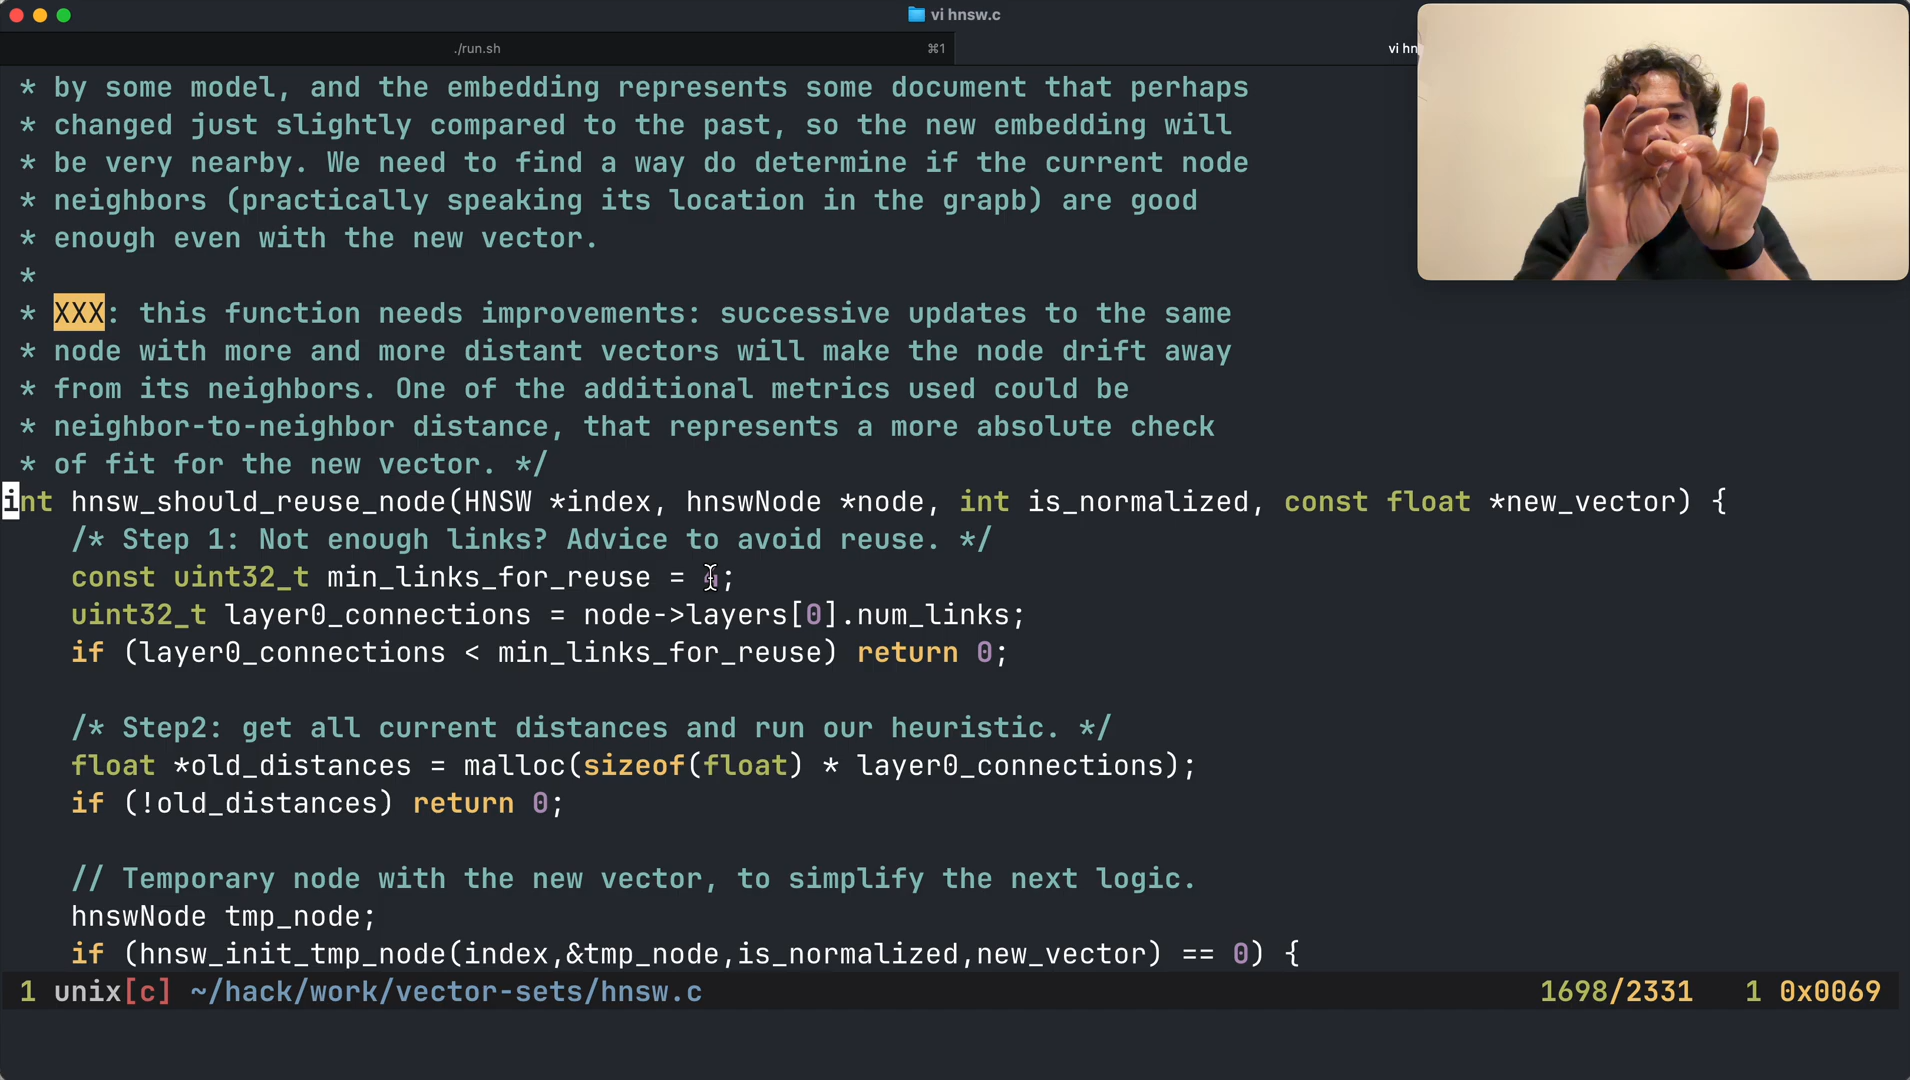 vi hnsw.c
./run.sh
⌘1
vi hn
* by some model, and the embedding represents some document that perhaps
* changed just slightly compared to the past, so the new embedding will
* be very nearby. We need to find a way do determine if the current node
* neighbors (practically speaking its location in the grapb) are good
* enough even with the new vector.
*
* XXX: this function needs improvements: successive updates to the same
* node with more and more distant vectors will make the node drift away
* from its neighbors. One of the additional metrics used could be
* neighbor-to-neighbor distance, that represents a more absolute check
* of fit for the new vector. */
int hnsw_should_reuse_node(HNSW *index, hnswNode *node, int is_normalized, const float *new_vector) {
/* Step 1: Not enough links? Advice to avoid reuse. */
const uint32_t min_links_for_reuse = ;
uint32_t layer0_connections = node->layers[0].num_links;
if (layer0_connections < min_links_for_reuse) return 0;
/* Step2: get all current distances and run our heuristic. */
float *old_distances = malloc(sizeof(float) * layer0_connections);
if (!old_distances) return 0;
// Temporary node with the new vector, to simplify the next logic.
hnswNode tmp_node;
if (hnsw_init_tmp_node(index,&tmp_node,is_normalized,new_vector) == 0) {
1 unix[c] ~/hack/work/vector-sets/hnsw.c 1698/2331 1 0x0069